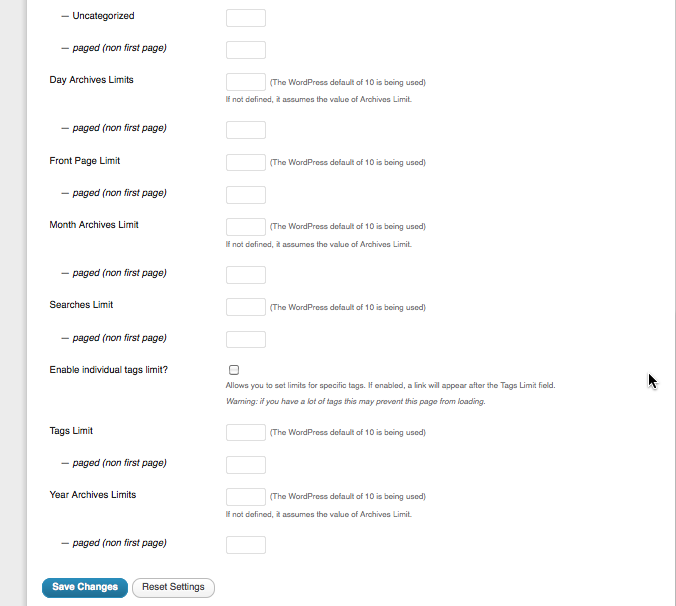 — Uncategorized
— paged (non first page)
Day Archives Limits (The WordPress default of 10 is being used)
If not defined, it assumes the value of Archives Limit.
— paged (non first page)
Front Page Limit (The WordPress default of 10 is being used)
— paged (non first page)
Month Archives Limit (The WordPress default of 10 is being used)
If not defined, it assumes the value of Archives Limit.
— paged (non first page)
Searches Limit (The WordPress default of 10 is being used)
— paged (non first page)
Enable individual tags limit?
Allows you to set limits for specific tags. If enabled, a link will appear after the Tags Limit field.
Warning: if you have a lot of tags this may prevent this page from loading.
Tags Limit (The WordPress default of 10 is being used)
— paged (non first page)
Year Archives Limits (The WordPress default of 10 is being used)
If not defined, it assumes the value of Archives Limit.
— paged (non first page)
Save Changes Reset Settings